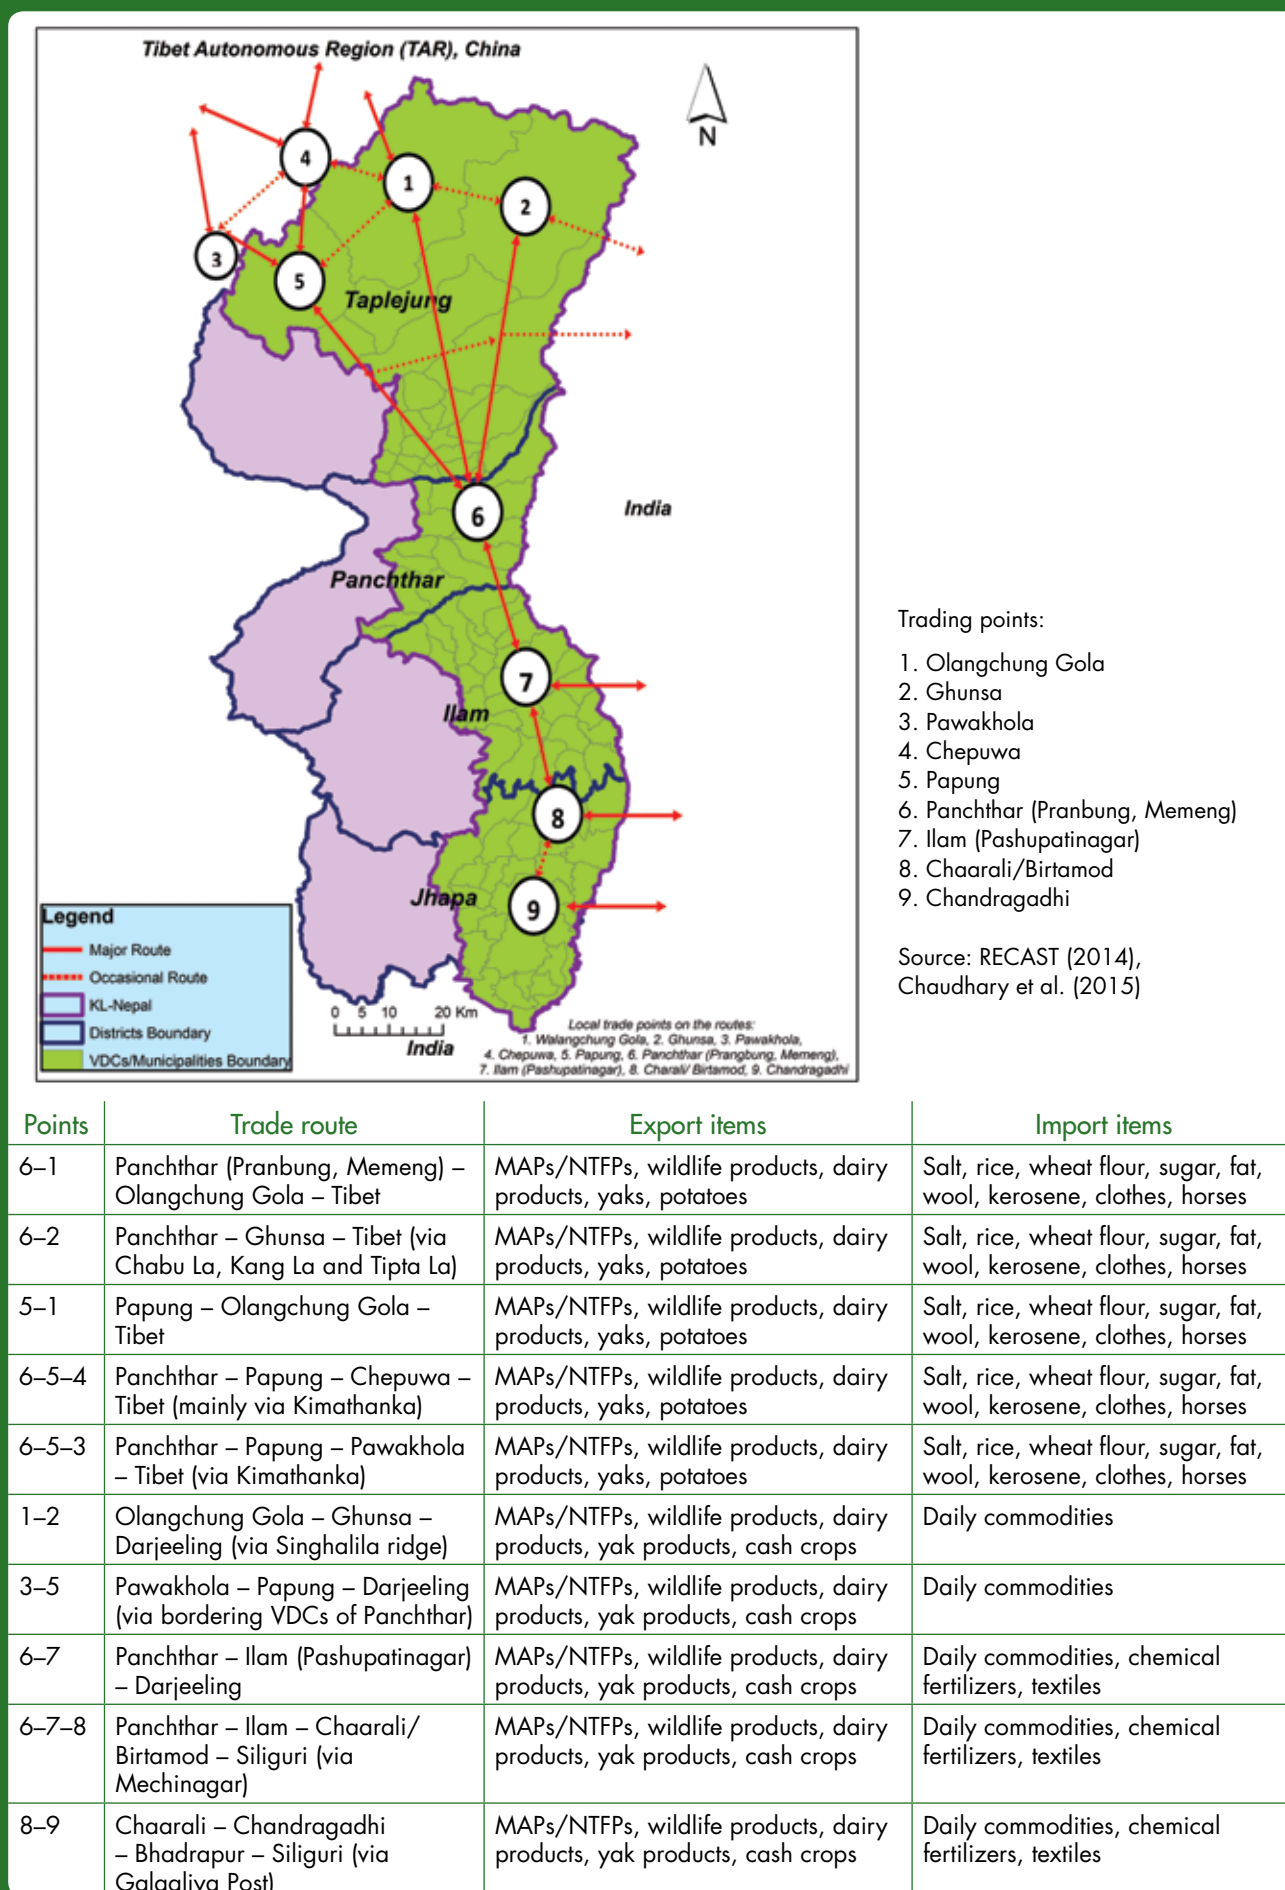 Tibet Autonomous Region (TAR), China
N
4
1
2
3
5
Taplejung
India
6
Panchthar
7
Ilam
8
Jhapa
9
Legend
Major Route
Occasional Route
KL-Nepal
Districts Boundary
VDCs/Municipalities Boundary
0 5 10 20 Km
India
Local trade points on the routes:
1. Walangchung Gola, 2. Ghunsa, 3. Pawakhola,
4. Chepuwa, 5. Papung, 6. Panchthar (Prangbung, Memeng),
7. Ilam (Pashupatinagar), 8. Charali/ Birtamod, 9. Chandragadhi
Trading points:
1. Olangchung Gola
2. Ghunsa
3. Pawakhola
4. Chepuwa
5. Papung
6. Panchthar (Pranbung, Memeng)
7. Ilam (Pashupatinagar)
8. Chaarali/Birtamod
9. Chandragadhi
Source: RECAST (2014),
Chaudhary et al. (2015)
Points Trade route Export items Import items
6–1 Panchthar (Pranbung, Memeng) – MAPs/NTFPs, wildlife products, dairy Salt, rice, wheat flour, sugar, fat,
Olangchung Gola – Tibet products, yaks, potatoes wool, kerosene, clothes, horses
6–2 Panchthar – Ghunsa – Tibet (via MAPs/NTFPs, wildlife products, dairy Salt, rice, wheat flour, sugar, fat,
Chabu La, Kang La and Tipta La) products, yaks, potatoes wool, kerosene, clothes, horses
5–1 Papung – Olangchung Gola – MAPs/NTFPs, wildlife products, dairy Salt, rice, wheat flour, sugar, fat,
Tibet products, yaks, potatoes wool, kerosene, clothes, horses
6–5–4 Panchthar – Papung – Chepuwa – MAPs/NTFPs, wildlife products, dairy Salt, rice, wheat flour, sugar, fat,
Tibet (mainly via Kimathanka) products, yaks, potatoes wool, kerosene, clothes, horses
6–5–3 Panchthar – Papung – Pawakhola MAPs/NTFPs, wildlife products, dairy Salt, rice, wheat flour, sugar, fat,
– Tibet (via Kimathanka) products, yaks, potatoes wool, kerosene, clothes, horses
1–2 Olangchung Gola – Ghunsa – MAPs/NTFPs, wildlife products, dairy Daily commodities
Darjeeling (via Singhalila ridge) products, yak products, cash crops
3–5 Pawakhola – Papung – Darjeeling MAPs/NTFPs, wildlife products, dairy Daily commodities
(via bordering VDCs of Panchthar) products, yak products, cash crops
6–7 Panchthar – Ilam (Pashupatinagar) MAPs/NTFPs, wildlife products, dairy Daily commodities, chemical
– Darjeeling products, yak products, cash crops fertilizers, textiles
6–7–8 Panchthar – Ilam – Chaarali/ MAPs/NTFPs, wildlife products, dairy Daily commodities, chemical
Birtamod – Siliguri (via products, yak products, cash crops fertilizers, textiles
Mechinagar)
8–9 Chaarali – Chandragadhi MAPs/NTFPs, wildlife products, dairy Daily commodities, chemical
– Bhadrapur – Siliguri (via products, yak products, cash crops fertilizers, textiles
Galgaliya Post)